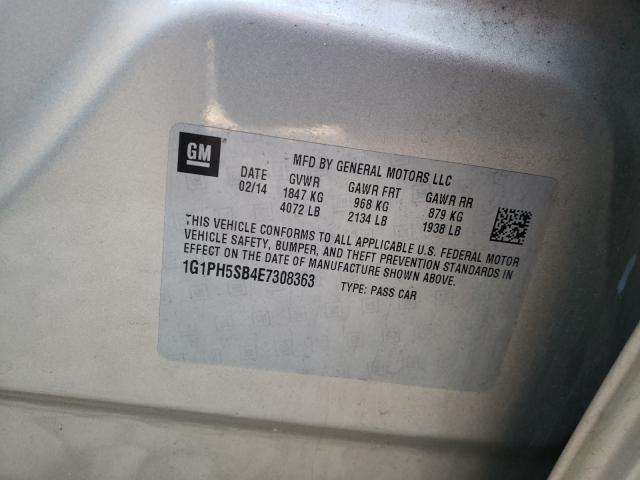 GM
MFD BY GENERAL MOTORS LLC
DATE GVWR GAWR FRT GAWR RR
02/14 1847 KG 968 KG 879 KG
4072 LB 2134 LB 1938 LB
THIS VEHICLE CONFORMS TO ALL APPLICABLE U.S. FEDERAL MOTOR
VEHICLE SAFETY, BUMPER, AND THEFT PREVENTION STANDARDS IN
EFFECT ON THE DATE OF MANUFACTURE SHOWN ABOVE.
1G1PH5SB4E7308363 TYPE: PASS CAR